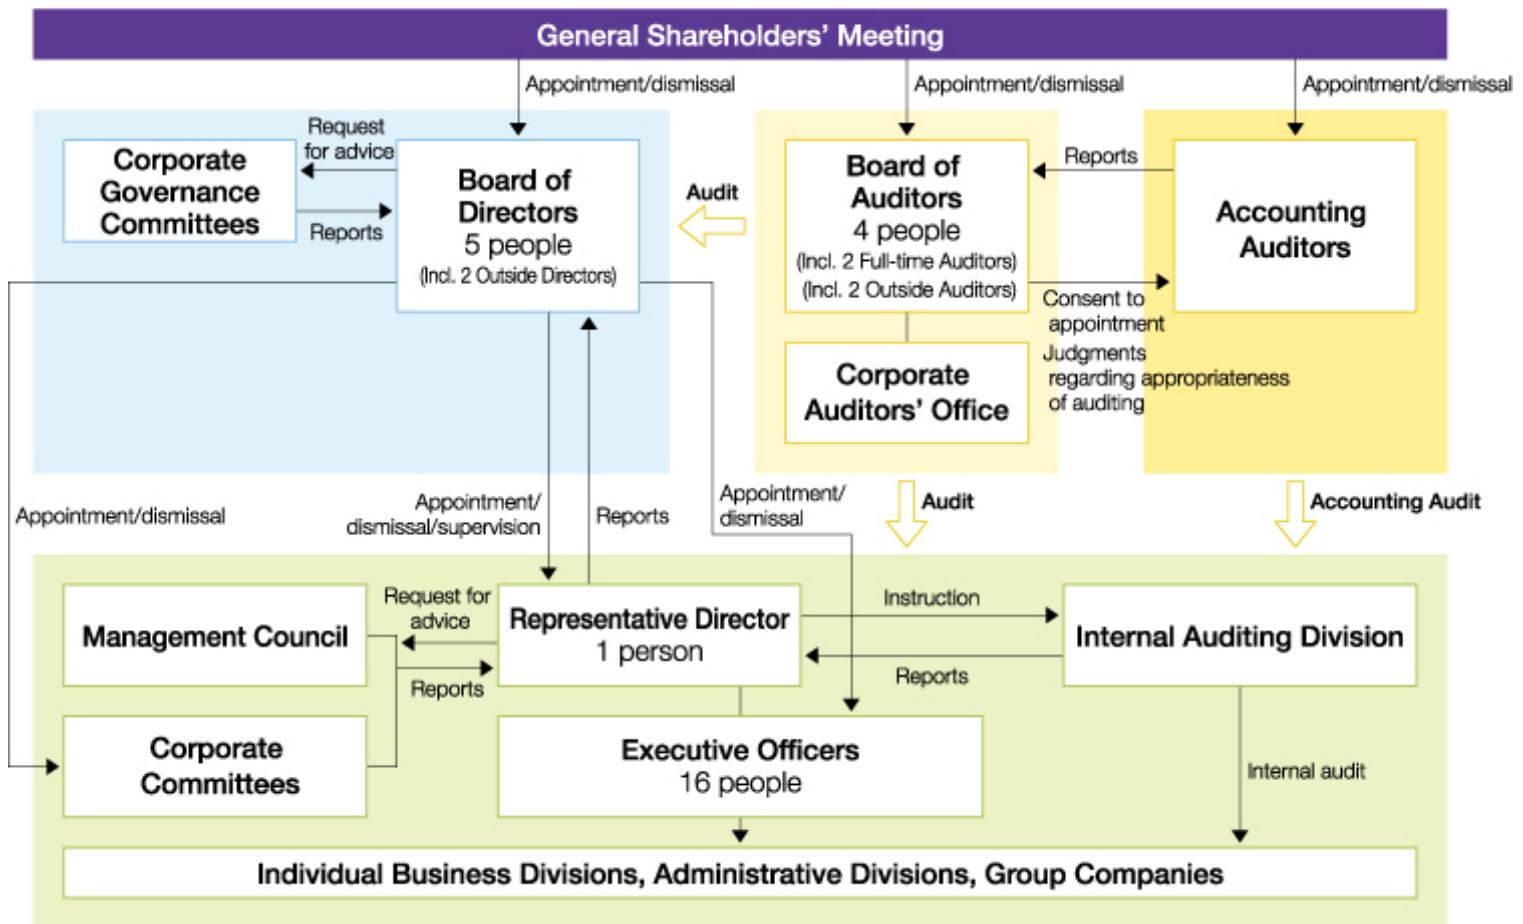 General Shareholders' Meeting
Appointment/dismissal
Appointment/dismissal
Appointment/dismissal
Corporate
Governance
Committees
Request
for advice
Reports
Board of
Directors
5 people
(Incl. 2 Outside Directors)
Audit
Board of
Auditors
4 people
(Incl. 2 Full-time Auditors)
(Incl. 2 Outside Auditors)
Reports
Accounting
Auditors
Consent to
appointment
Judgments
regarding appropriateness
of auditing
Corporate
Auditors' Office
Appointment/dismissal
Appointment/
dismissal/supervision
Reports
Appointment/
dismissal
Audit
Accounting Audit
Management Council
Request for
advice
Reports
Representative Director
1 person
Instruction
Reports
Internal Auditing Division
Corporate
Committees
Executive Officers
16 people
Internal audit
Individual Business Divisions, Administrative Divisions, Group Companies